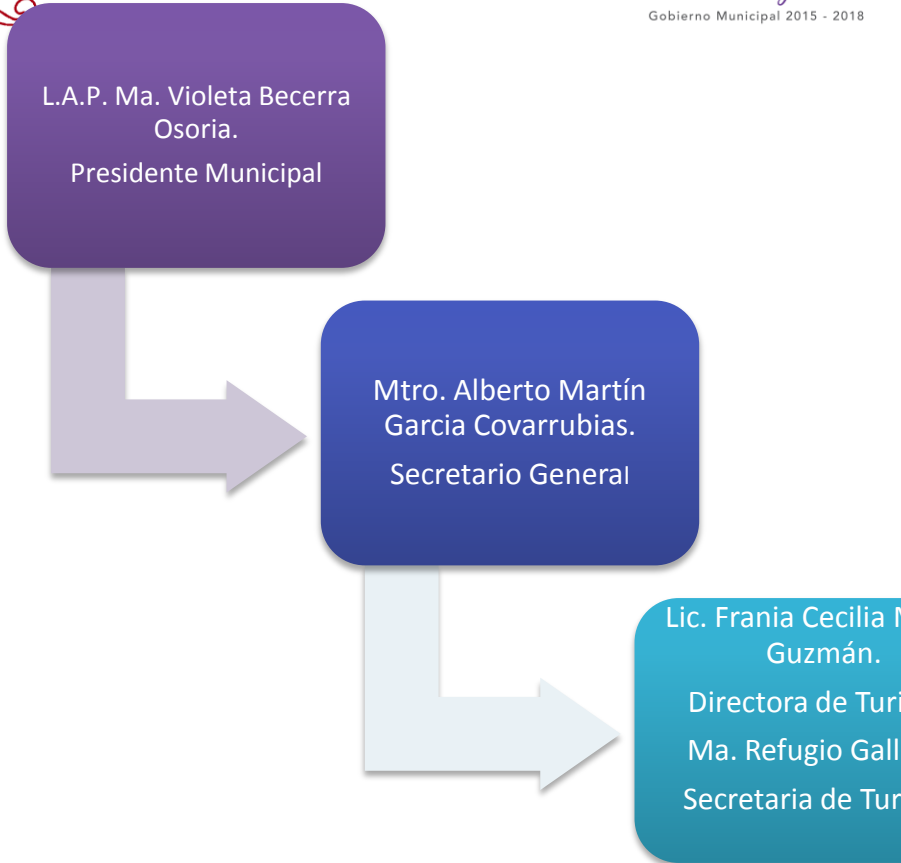 Gobierno Municipal 2015 - 2018
L.A.P. Ma. Violeta Becerra
Osoria.
Presidente Municipal
Mtro. Alberto Martín
Garcia Covarrubias.
Secretario General
Lic. Frania Cecilia
Guzmán.
Directora de
Ma. Refugio
Secretaria de